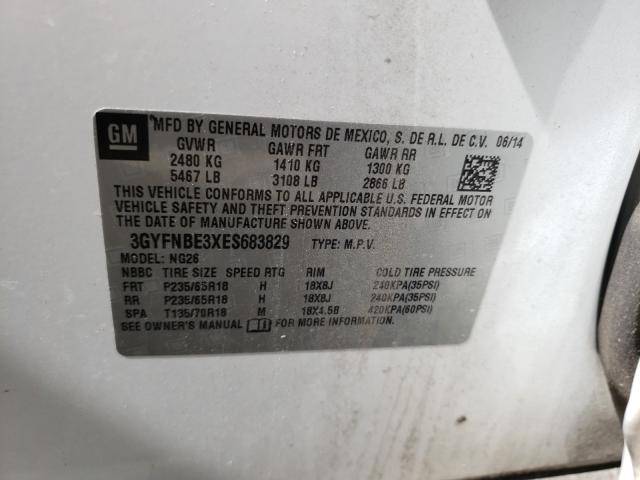 GM
MFD BY GENERAL MOTORS DE MEXICO, S. DE R.L. DE C.V. 06/14
GVWR GAWR FRT GAWR RR
2480 KG 1410 KG 1300 KG
5467 LB 3108 LB 2866 LB
THIS VEHICLE CONFORMS TO ALL APPLICABLE U.S. FEDERAL MOTOR
VEHICLE SAFETY AND THEFT PREVENTION STANDARDS IN EFFECT ON
THE DATE OF MANUFACTURE SHOWN ABOVE.
3GYFNBE3XES683829 TYPE: M.P.V.
MODEL: NG26
NBBC TIRE SIZE SPEED RTG RIM COLD TIRE PRESSURE
FRT P235/65R18 H 18X8J 240KPA(35PSI)
RR P235/65R18 H 18X8J 240KPA(35PSI)
SPA T135/70R18 M 18X4.5B 420KPA(60PSI)
SEE OWNER'S MANUAL FOR MORE INFORMATION.